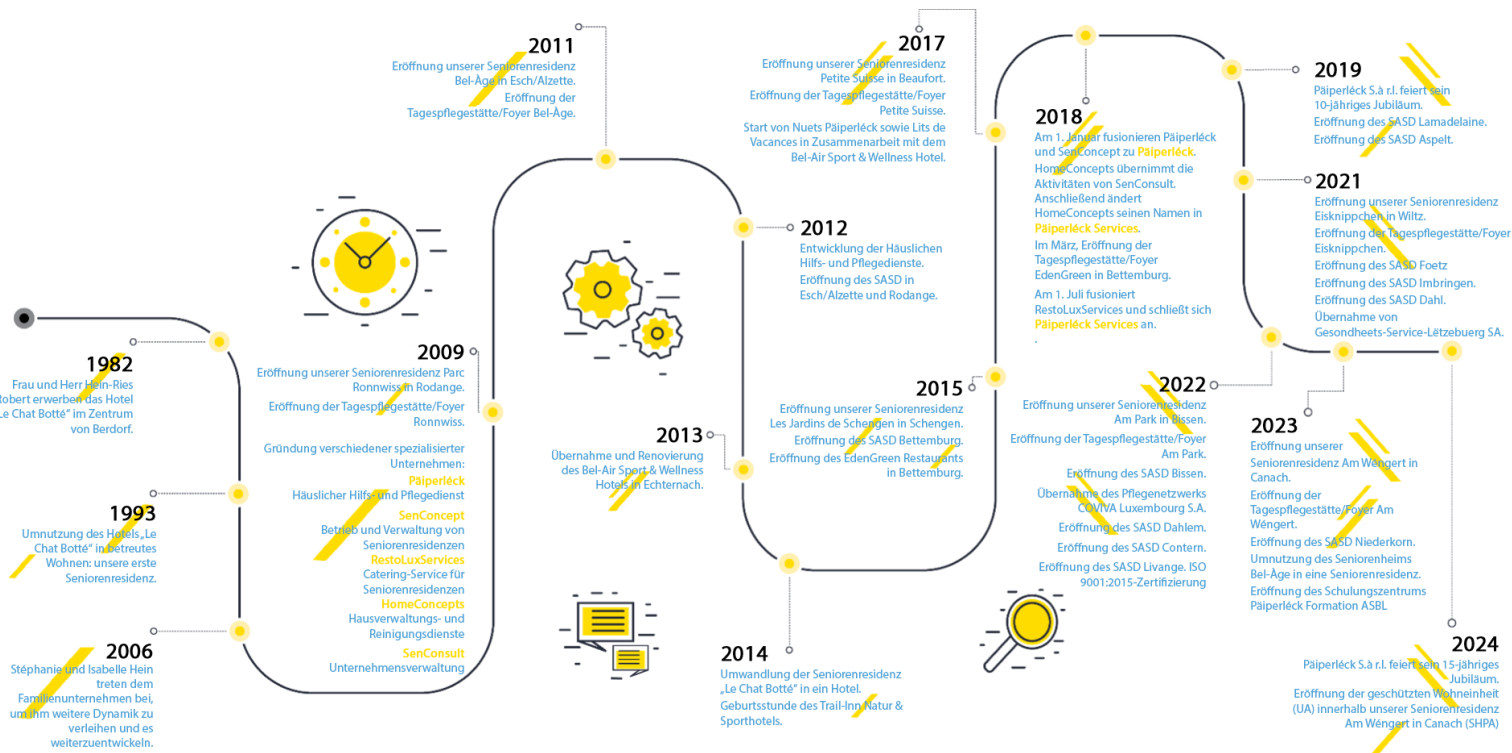 1982
Frau und Herr Hein-Ries
Robert erwerben das Hotel
Le Chat Botté“ im Zentrum
von Berdorf.
1993
Umnutzung des Hotels„Le
Chat Botté“ in betreutes
Wohnen: unsere erste
Seniorenresidenz.
2006
Stéphanie und Isabelle Hein
treten dem
Familienunternehmen bei,
um ihm weitere Dynamik zu
verleihen und es
weiterzuentwickeln.
2009
Eröffnung unserer Seniorenresidenz Parc
Ronnwiss in Rodange.
Eröffnung der Tagespflegestätte/Foyer
Ronnwiss.
Gründung verschiedener spezialisierter
Unternehmen:
Päiperléck
Häuslicher Hilfs- und Pflegedienst
SenConcept
Betrieb und Verwaltung von
Seniorenresidenzen
RestoLuxServices
Catering-Service für
Seniorenresidenzen
HomeConcepts
Hausverwaltungs- und
Reinigungsdienste
SenConsult
Unternehmensverwaltung
2011
Eröffnung unserer Seniorenresidenz
Bel-Âge in Esch/Alzette.
Eröffnung der
Tagespflegestätte/Foyer Bel-Âge.
2012
Entwicklung der Häuslichen
Hilfs- und Pflegedienste.
Eröffnung des SASD in
Esch/Alzette und Rodange.
2013
Übernahme und Renovierung
des Bel-Air Sport & Wellness
Hotels in Echternach.
2014
Umwandlung der Seniorenresidenz
„Le Chat Botté“ in ein Hotel.
Geburtsstunde des Trail-Inn Natur &
Sporthotels.
2015
Eröffnung unserer Seniorenresidenz
Les Jardins de Schengen in Schengen.
Eröffnung des SASD Bettemburg.
Eröffnung des EdenGreen Restaurants
in Bettemburg.
2017
Eröffnung unserer Seniorenresidenz
Petite Suisse in Beaufort.
Eröffnung der Tagespflegestätte/Foyer
Petite Suisse.
Start von Nuets Päiperléck sowie Lits de
Vacances in Zusammenarbeit mit dem
Bel-Air Sport & Wellness Hotel.
2018
Am 1. Januar fusionieren Päiperléck
und SenConcept zu Päiperléck.
HomeConcepts übernimmt die
Aktivitäten von SenConsult.
Anschließend ändert
HomeConcepts seinen Namen in
Päiperléck Services.
Im März, Eröffnung der
Tagespflegestätte/Foyer
EdenGreen in Bettemburg.
Am 1. Juli fusioniert
RestoLuxServices und schließt sich
Päiperléck Services an.
.
2019
Päiperléck S.à r.l. feiert sein
10-jähriges Jubiläum.
Eröffnung des SASD Lamadelaine.
Eröffnung des SASD Aspelt.
2021
Eröffnung unserer Seniorenresidenz
Eisknippchen in Wiltz.
Eröffnung der Tagespflegestätte/Foyer
Eisknippchen.
Eröffnung des SASD Foetz
Eröffnung des SASD Imbringen.
Eröffnung des SASD Dahl.
Übernahme von
Gesondheets-Service-Lëtzebuerg SA.
2022
Eröffnung unserer Seniorenresidenz
Am Park in Bissen.
Eröffnung der Tagespflegestätte/Foyer
Am Park.
Eröffnung des SASD Bissen.
Übernahme des Pflegenetzwerks
COVIVA Luxembourg S.A.
Eröffnung des SASD Dahlem.
Eröffnung des SASD Contern.
Eröffnung des SASD Livange. ISO
9001:2015-Zertifizierung
2023
Eröffnung unserer
Seniorenresidenz Am Wéngert in
Canach.
Eröffnung der
Tagespflegestätte/Foyer Am
Wéngert.
Eröffnung des SASD Niederkorn.
Umnutzung des Seniorenheims
Bel-Âge in eine Seniorenresidenz.
Eröffnung des Schulungszentrums
Päiperléck Formation ASBL
2024
Päiperléck S.à r.l. feiert sein 15-jähriges
Jubiläum.
Eröffnung der geschützten Wohneinheit
(UA) innerhalb unserer Seniorenresidenz
Am Wéngert in Canach (SHPA)